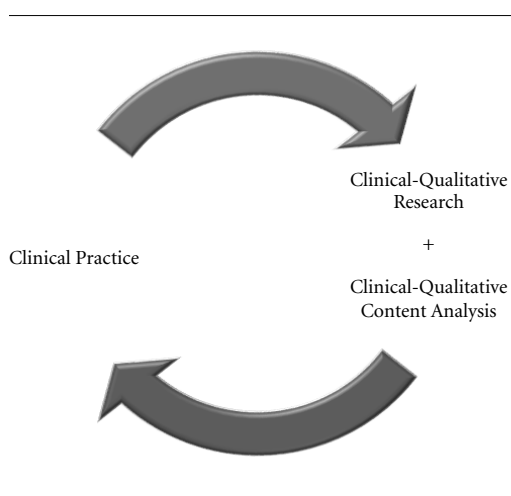 Clinical-Qualitative
Research
+
Clinical Practice
Clinical-Qualitative
Content Analysis